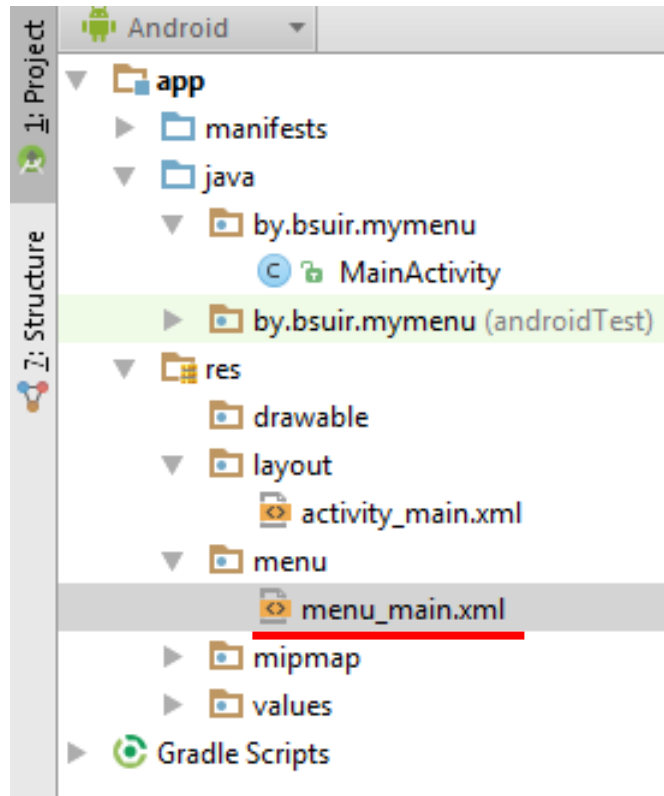 1: Project
7: Structure
Android
app
manifests
java
by.bsuir.mymenu
C MainActivity
by.bsuir.mymenu (androidTest)
res
drawable
layout
activity_main.xml
menu
menu_main.xml
mipmap
values
Gradle Scripts